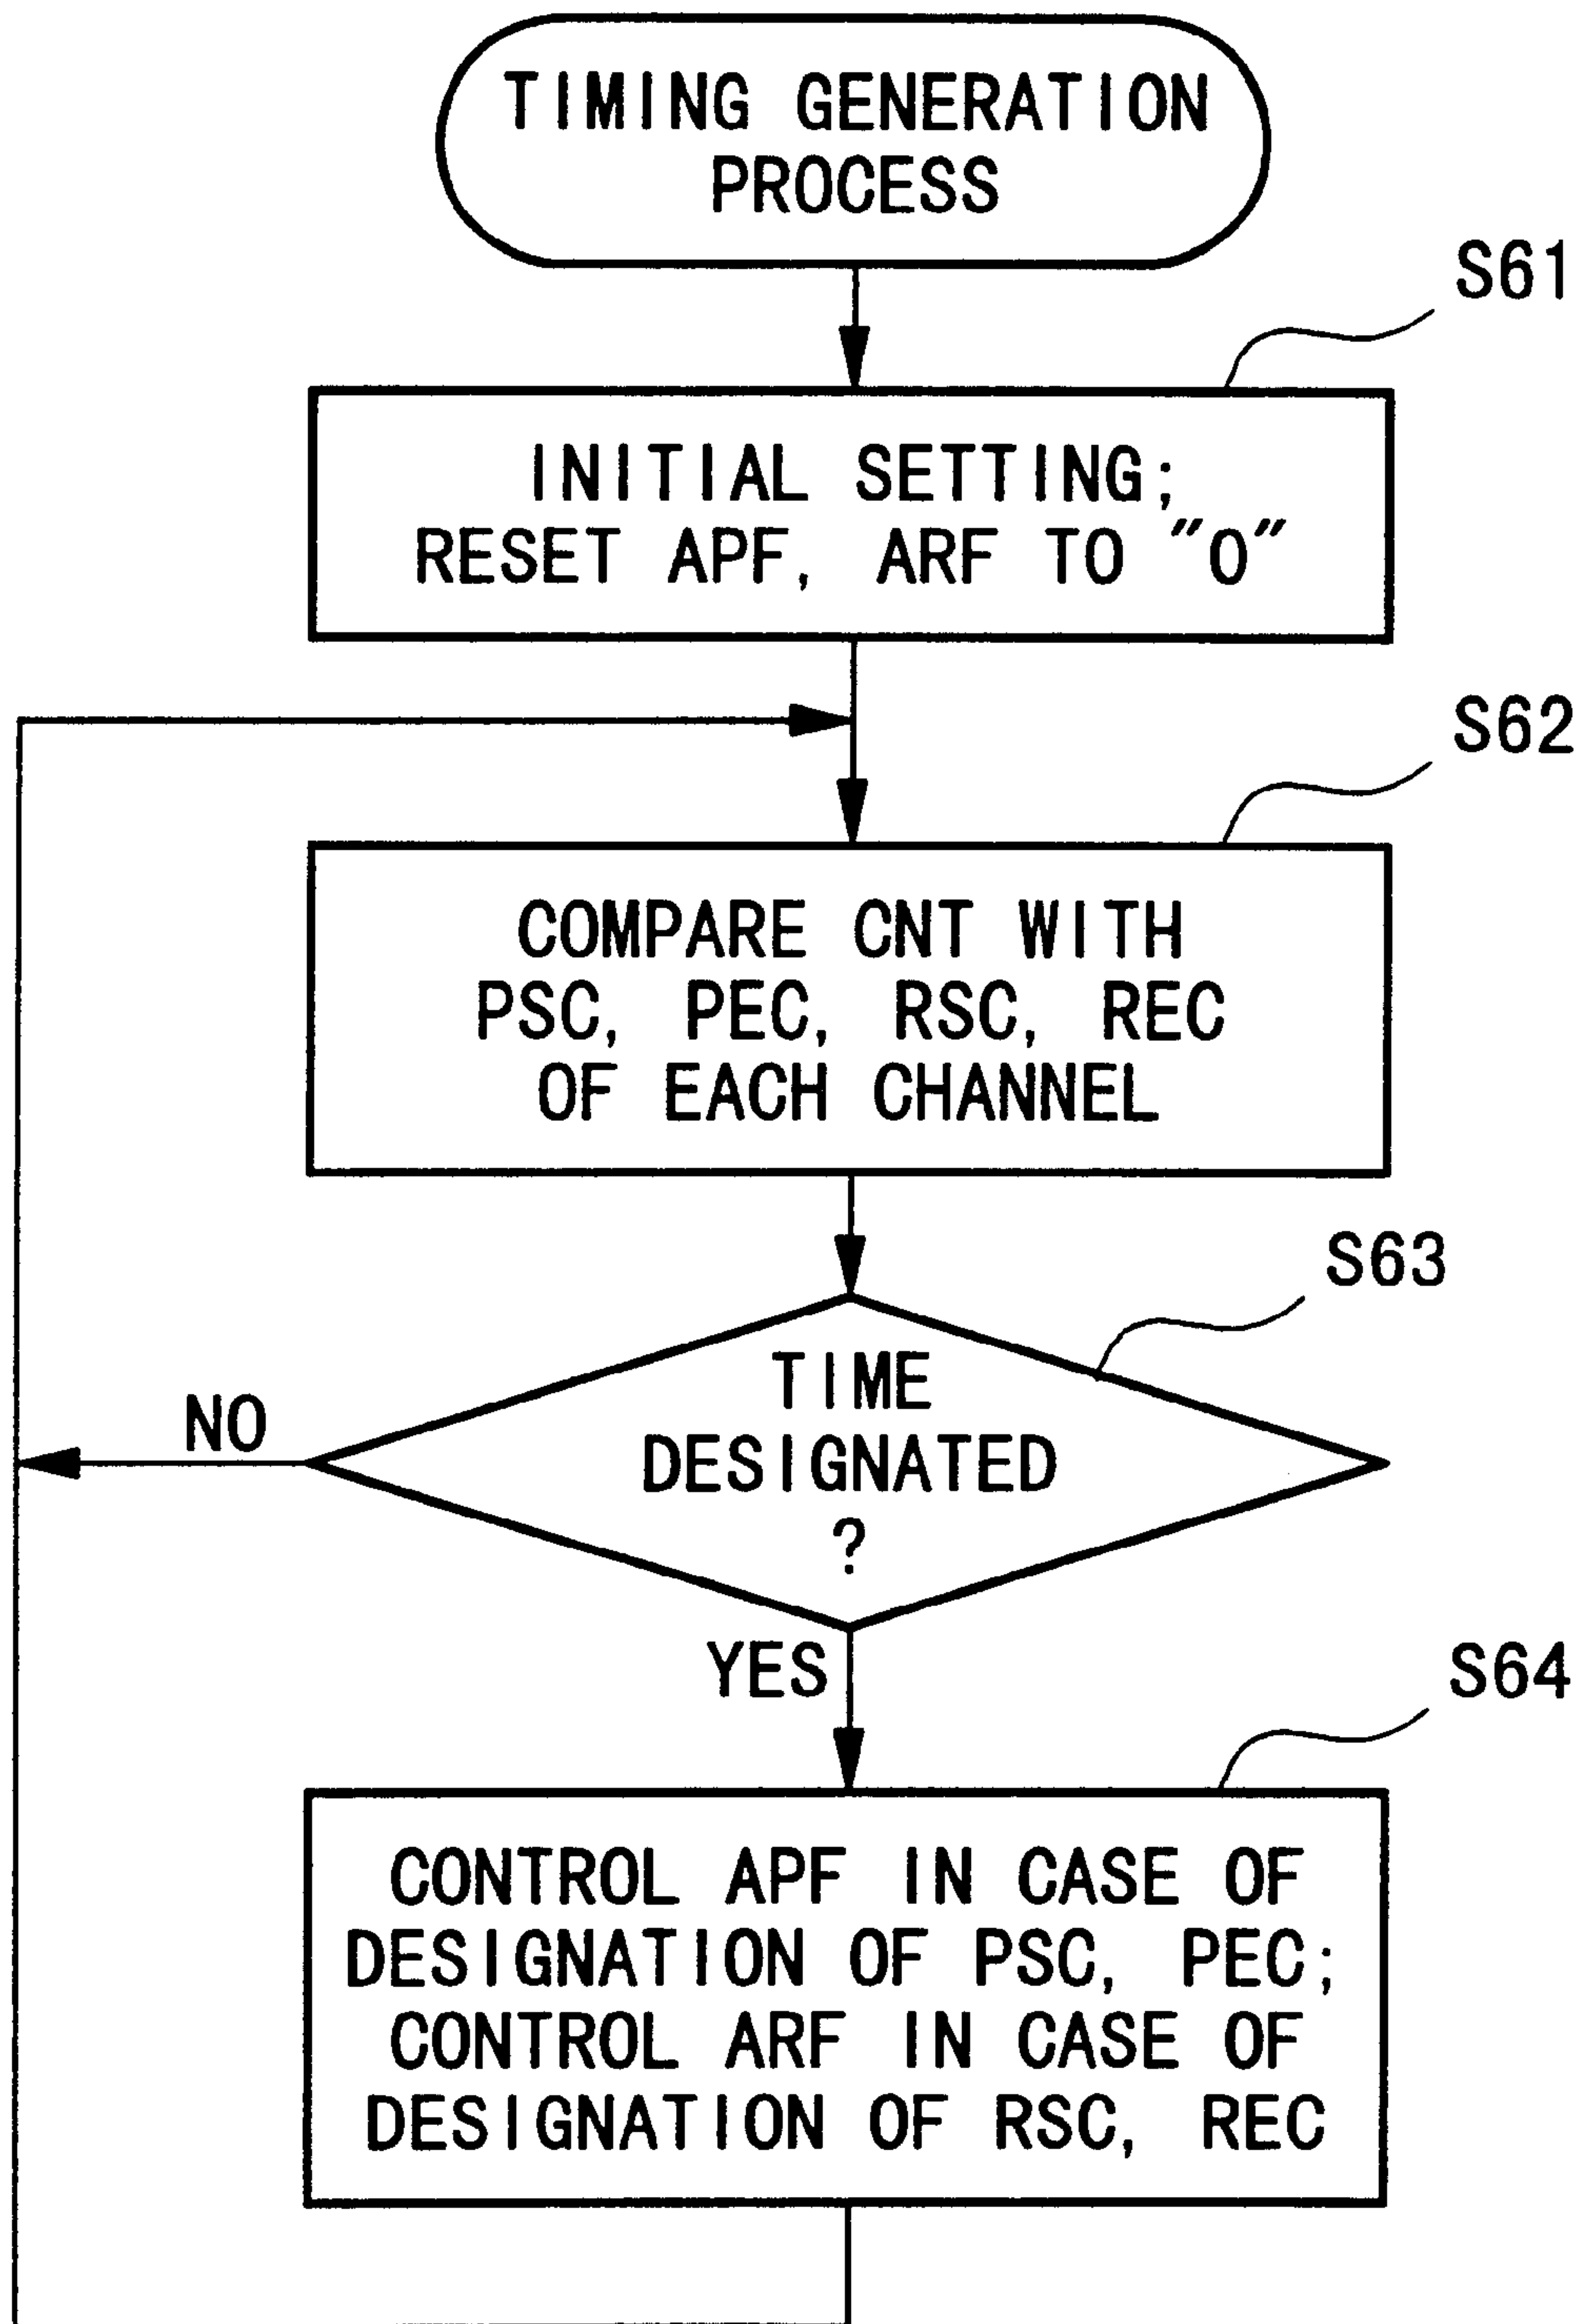 TIMING GENERATION
PROCESS
S61
INITIAL SETTING;
RESET APF, ARF TO "0"
S62
COMPARE CNT WITH
PSC, PEC, RSC, REC
OF EACH CHANNEL
S63
TIME
DESIGNATED
?
NO
YES
S64
CONTROL APF IN CASE OF
DESIGNATION OF PSC, PEC;
CONTROL ARF IN CASE OF
DESIGNATION OF RSC, REC